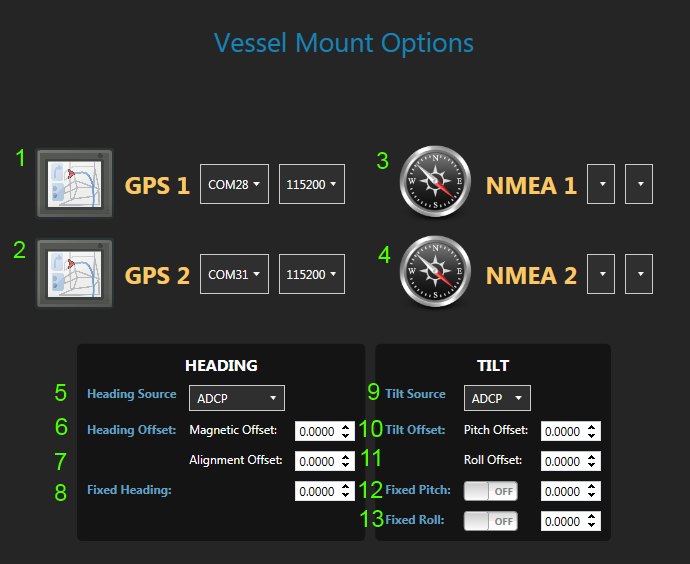 Vessel Mount Options
1 GPS 1 COM28 115200 3 N E S W NMEA 1
2 GPS 2 COM31 115200 4 N E S W NMEA 2
HEADING
5 Heading Source ADCP
6 Heading Offset: Magnetic Offset: 0.0000
7 Alignment Offset: 0.0000
8 Fixed Heading: 0.0000
TILT
9 Tilt Source ADCP
10 Tilt Offset: Pitch Offset: 0.0000
11 Roll Offset: 0.0000
12 Fixed Pitch: OFF 0.0000
13 Fixed Roll: OFF 0.0000